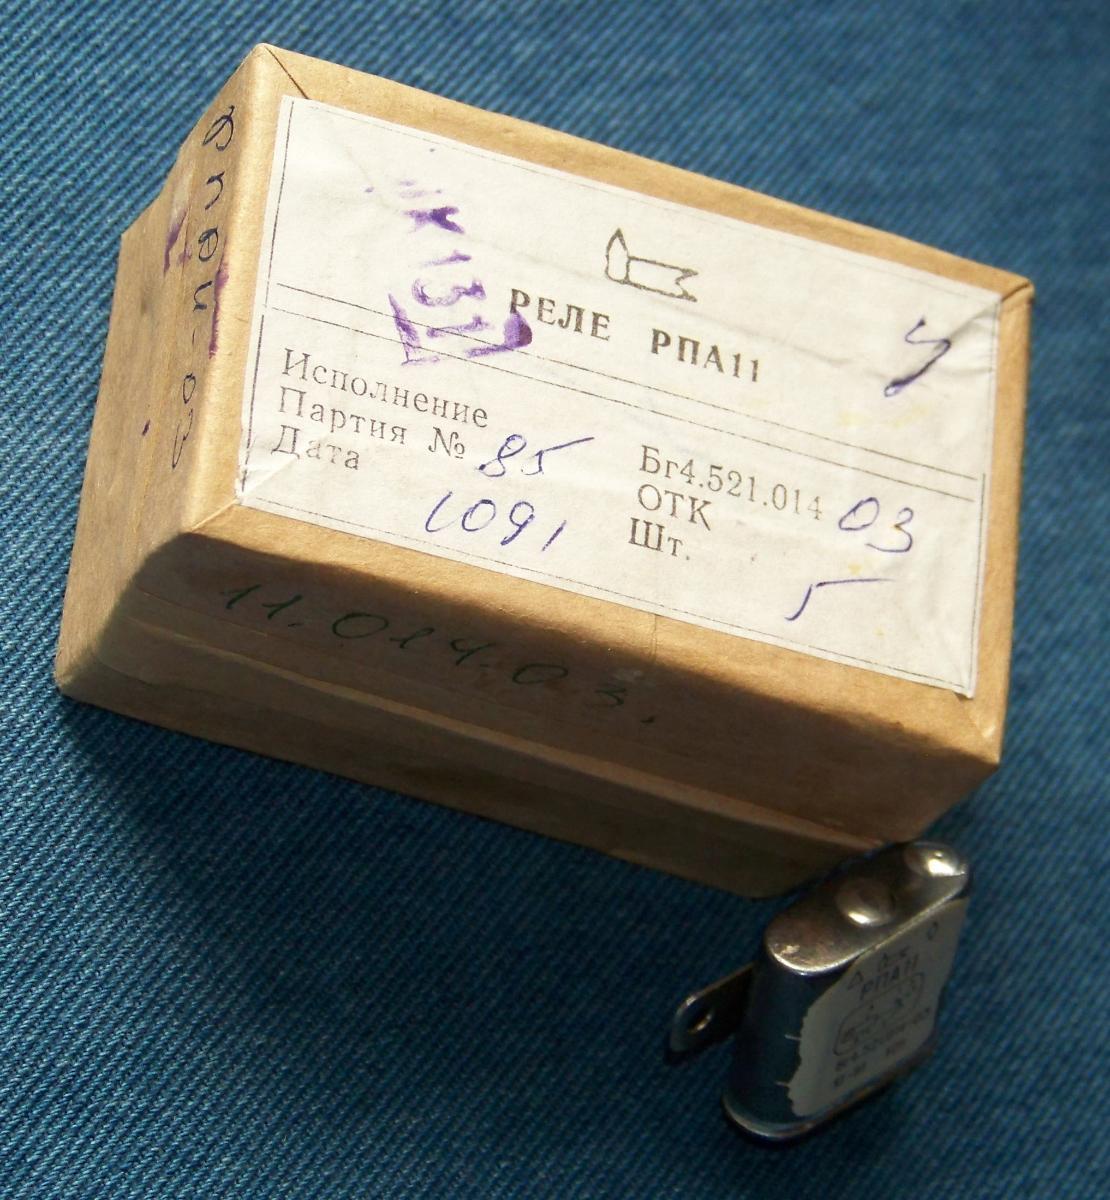 РЕЛЕ РПА11
Исполнение Бг4.521.014 03
Партия № 85 ОТК
Дата 1091 Шт. 5
11.014.03.
РПА11